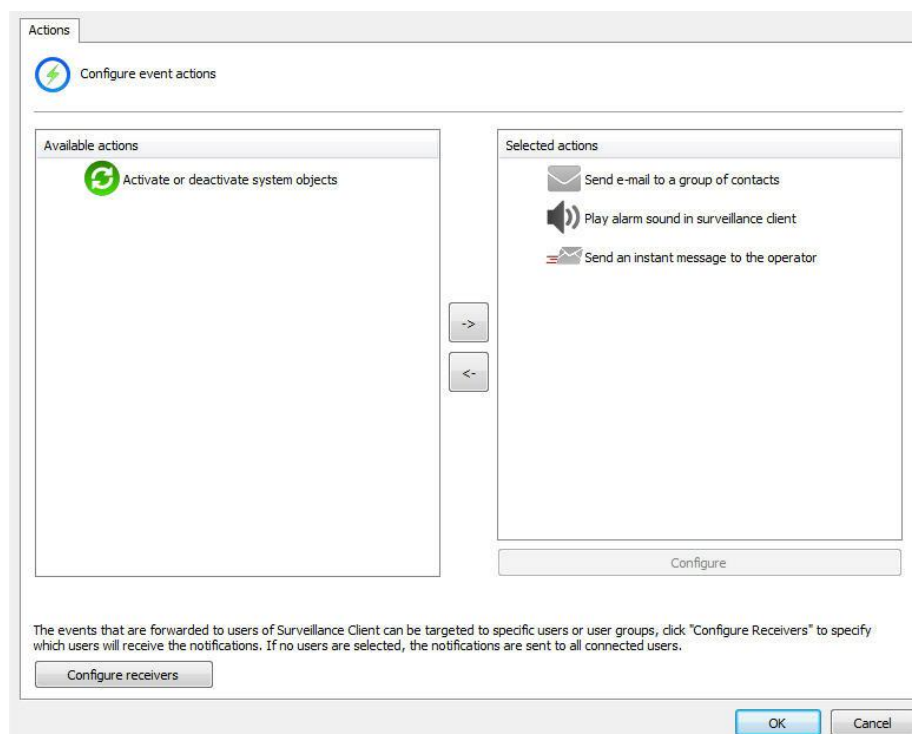 Actions
Configure event actions
Available actions
Activate or deactivate system objects
Selected actions
Send e-mail to a group of contacts
Play alarm sound in surveillance client
Send an instant message to the operator
->
<-
Configure
The events that are forwarded to users of Surveillance Client can be targeted to specific users or user groups, click "Configure Receivers" to specify
which users will receive the notifications. If no users are selected, the notifications are sent to all connected users.
Configure receivers
OK
Cancel